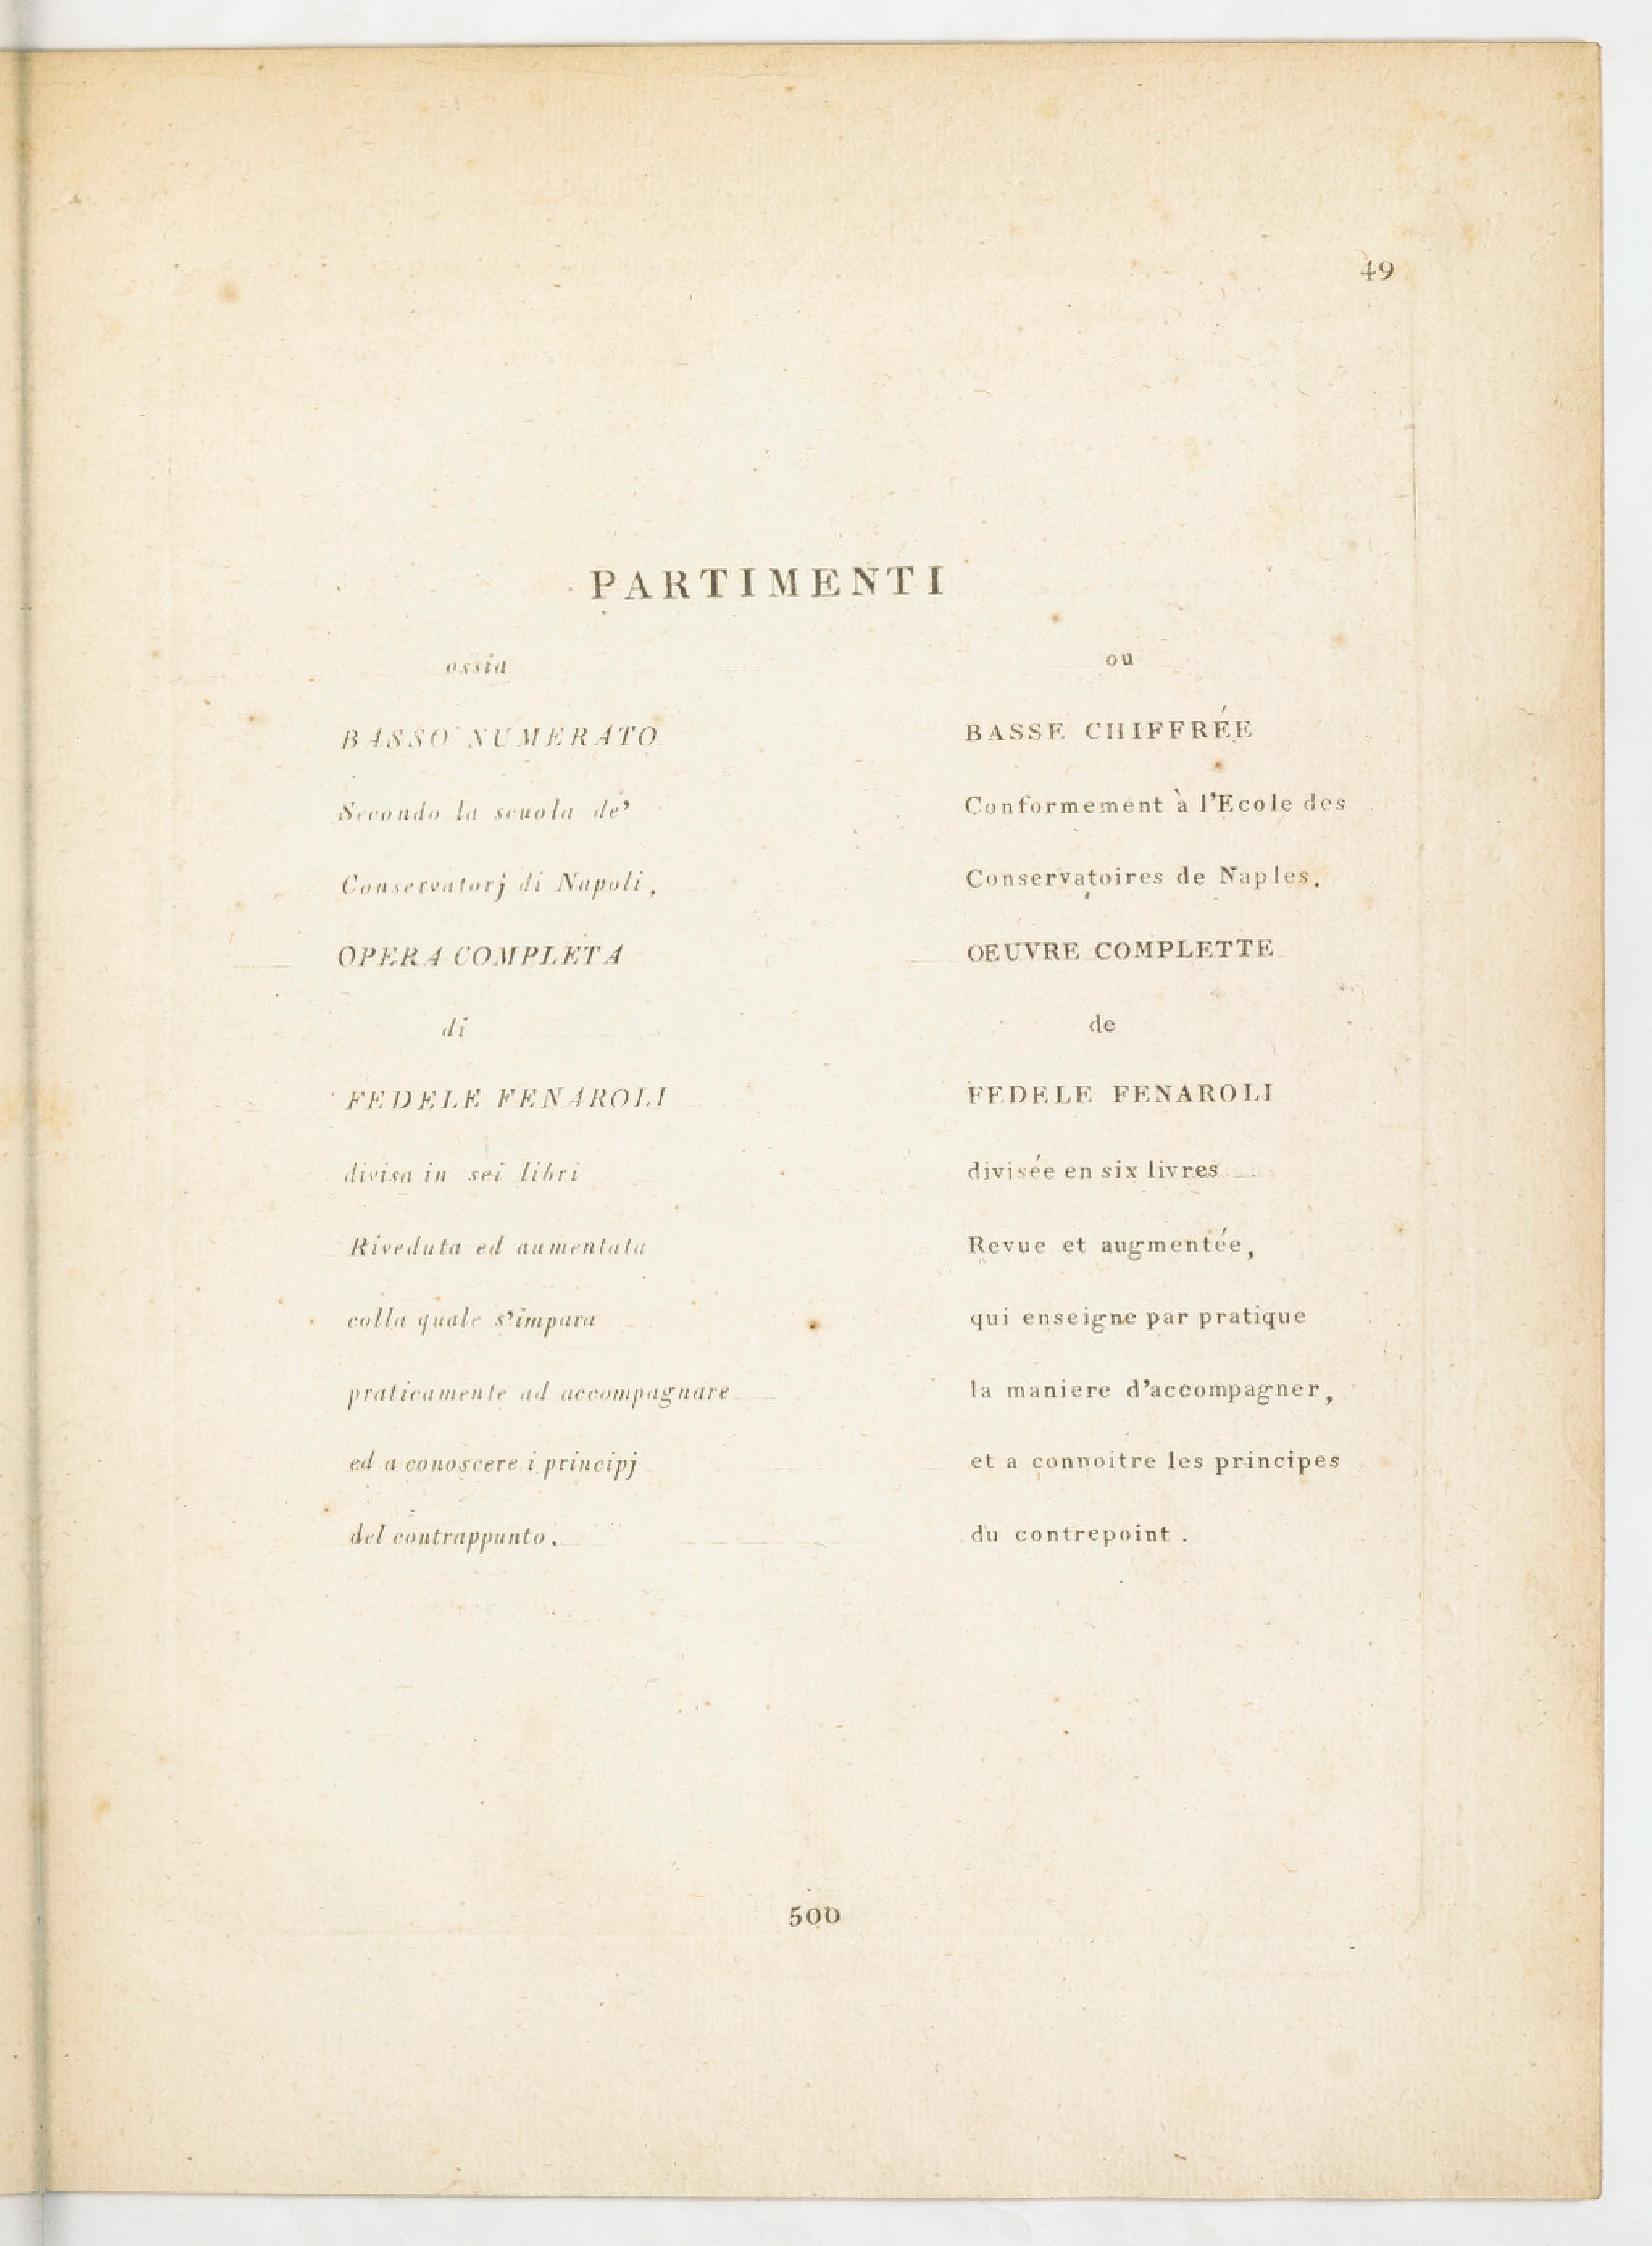 49
PARTIMENTI
ossia
BASSO NUMERATO
Secondo la scuola de'
Conservatorj di Napoli,
OPERA COMPLETA
di
FEDELE FENAROLI
divisa in sei libri
Riveduta ed aumentata
colla quale s'impara
praticamente ad accompagnare
ed a conoscere i principj
del contrappunto.
ou
BASSE CHIFFRÉE
Conformement à l'Ecole des
Conservatoires de Naples.
OEUVRE COMPLETTE
de
FEDELE FENAROLI
divisée en six livres
Revue et augmentée,
qui enseigne par pratique
la maniere d'accompagner,
et a connoitre les principes
du contrepoint.
500